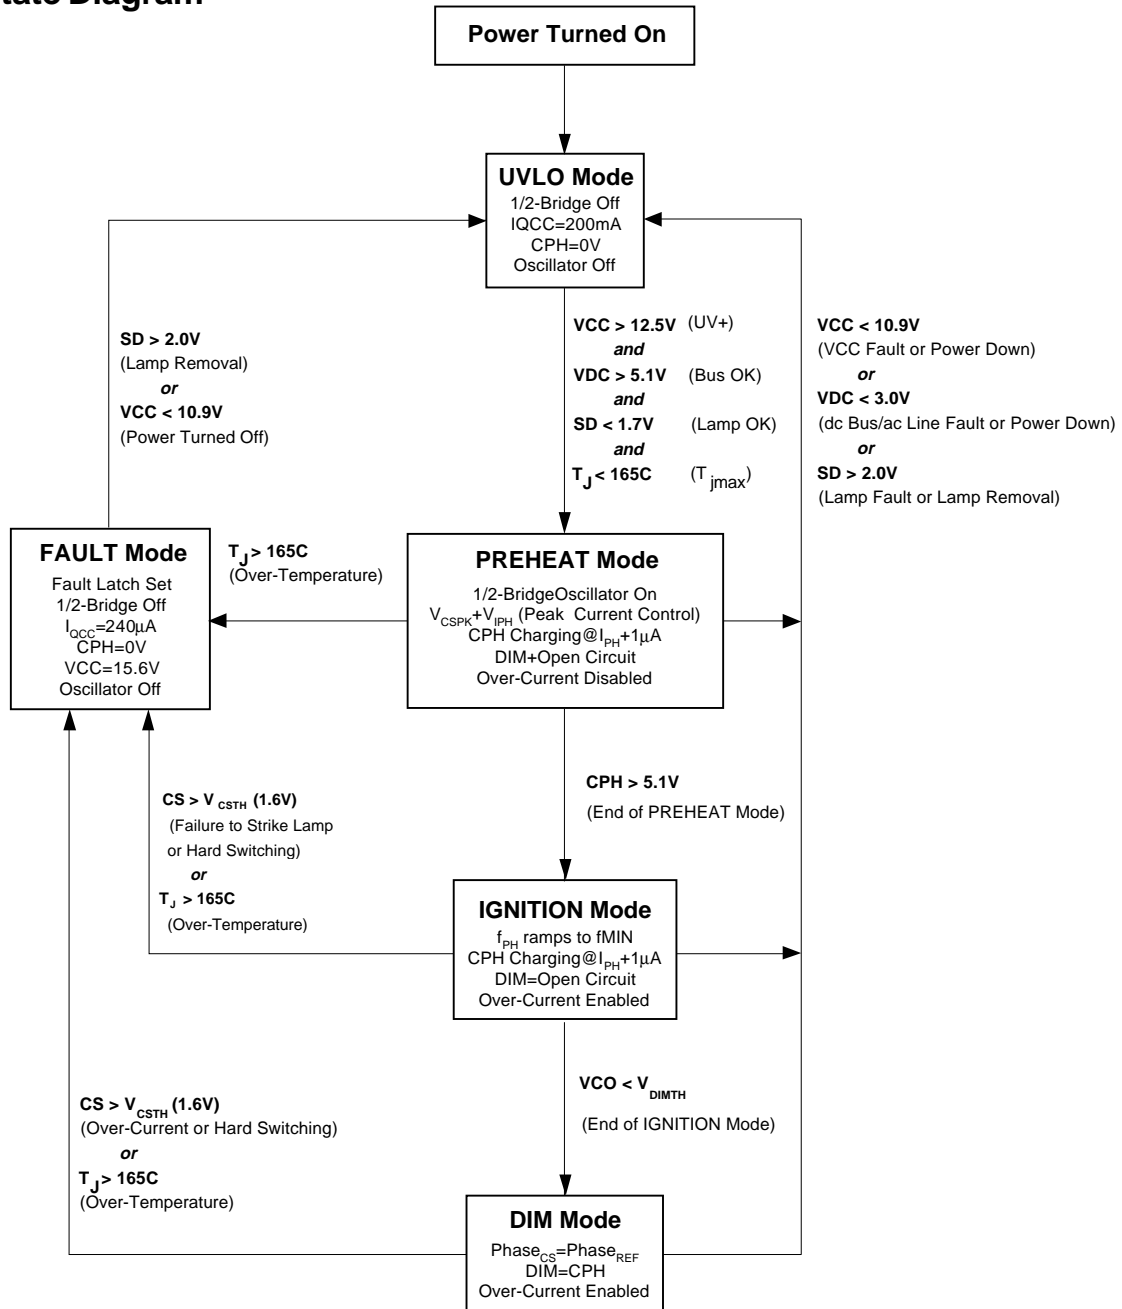 tate Diagram
Power Turned On
UVLO Mode
1/2-Bridge Off
IQCC=200mA
CPH=0V
Oscillator Off
SD > 2.0V
(Lamp Removal)
or
VCC < 10.9V
(Power Turned Off)
VCC > 12.5V (UV+)
and
VDC > 5.1V (Bus OK)
and
SD < 1.7V (Lamp OK)
and
TJ < 165C (Tjmax)
VCC < 10.9V
(VCC Fault or Power Down)
or
VDC < 3.0V
(dc Bus/ac Line Fault or Power Down)
or
SD > 2.0V
(Lamp Fault or Lamp Removal)
FAULT Mode
Fault Latch Set
1/2-Bridge Off
IQCC=240μA
CPH=0V
VCC=15.6V
Oscillator Off
TJ > 165C
(Over-Temperature)
PREHEAT Mode
1/2-BridgeOscillator On
VCSPK+VIPH (Peak Current Control)
CPH Charging@IPH+1μA
DIM+Open Circuit
Over-Current Disabled
CPH > 5.1V
(End of PREHEAT Mode)
CS > VCSTH (1.6V)
(Failure to Strike Lamp
or Hard Switching)
or
TJ > 165C
(Over-Temperature)
IGNITION Mode
fPH ramps to fMIN
CPH Charging@IPH+1μA
DIM=Open Circuit
Over-Current Enabled
VCO < VDIMTH
(End of IGNITION Mode)
CS > VCSTH (1.6V)
(Over-Current or Hard Switching)
or
TJ > 165C
(Over-Temperature)
DIM Mode
PhaseCS=PhaseREF
DIM=CPH
Over-Current Enabled